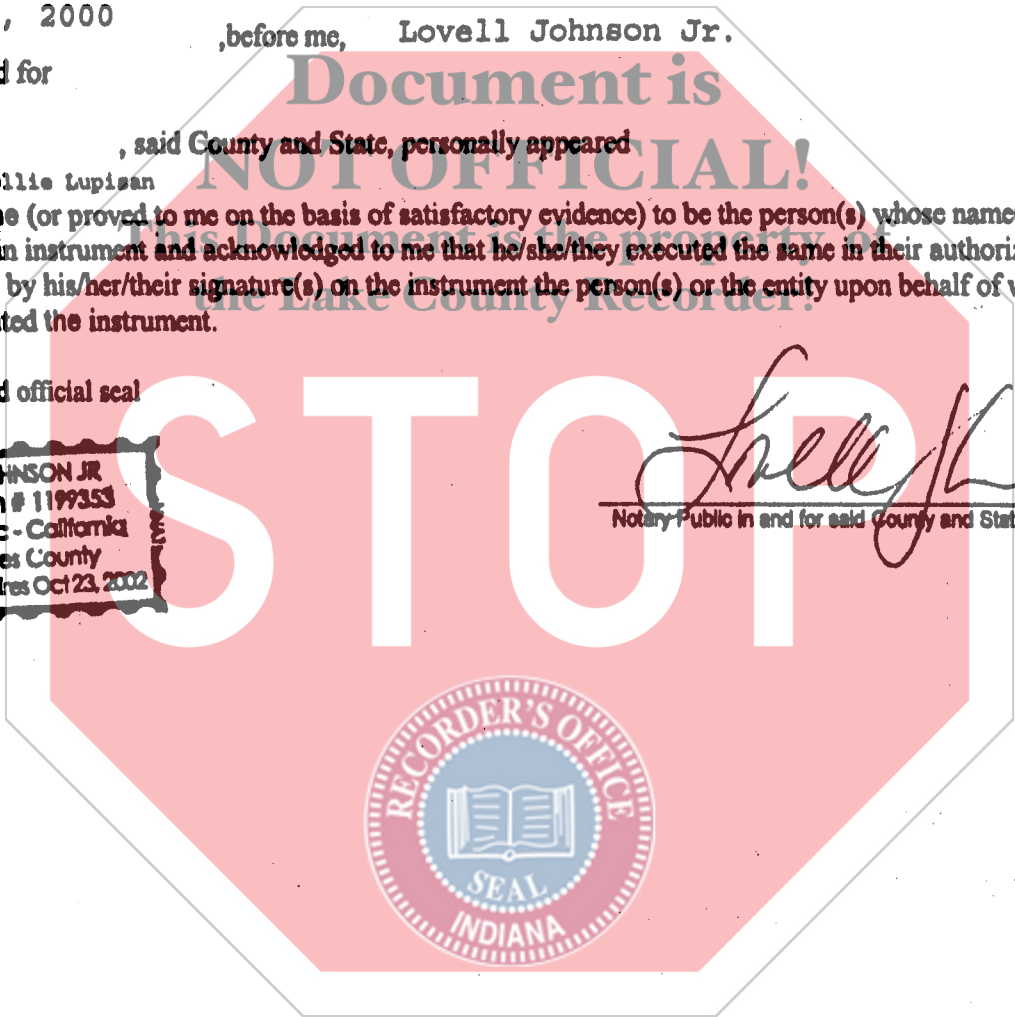 , 2000
,before me, Lovell Johnson Jr.
for
Document is
, said County and State, personally appeared
NOT OFFICIAL!
llie Lupisan
(or proved to me on the basis of satisfactory evidence) to be the person(s) whose name
in instrument and acknowledged to me that he/she/they executed the same in their authoriz
This Document is the property of
by his/her/their signature(s) on the instrument the person(s) or the entity upon behalf of
the Lake County Recorder!
ted the instrument.
official seal
STOP
HNSON JR
# 1199353
- California
es County
res Oct 23, 2002
Notary Public in and for said County and Stat
RECORDER'S OFFICE
SEAL
INDIANA